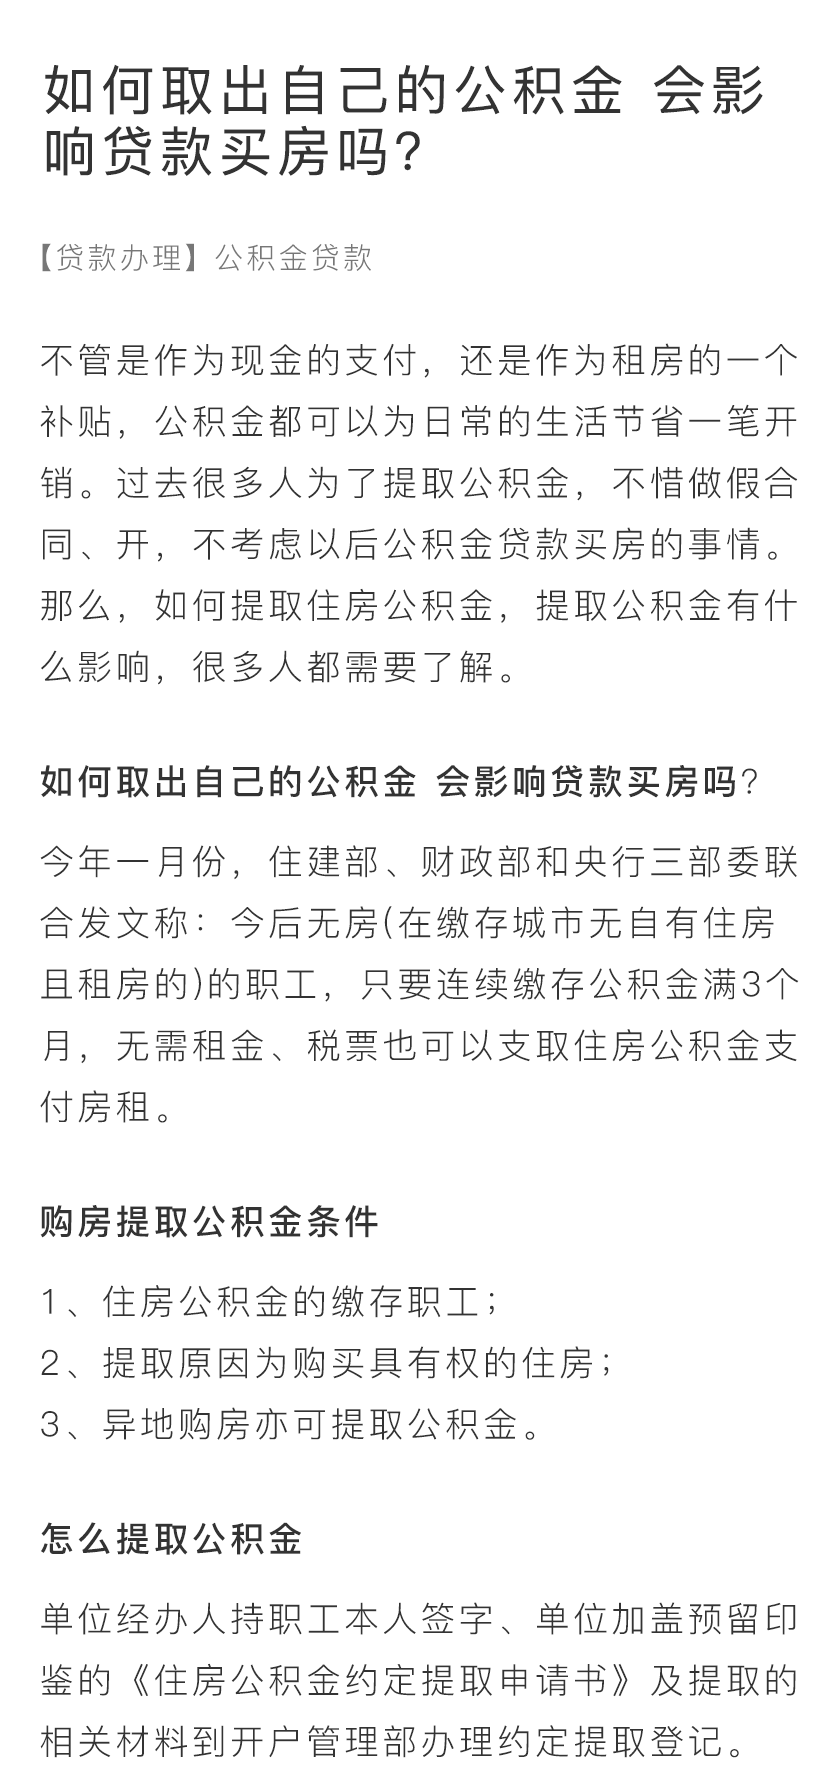 如何取出自己的公积金 会影
响贷款买房吗？
【贷款办理】公积金贷款
不管是作为现金的支付，还是作为租房的一个
补贴，公积金都可以为日常的生活节省一笔开
销。过去很多人为了提取公积金，不惜做假合
同、开，不考虑以后公积金贷款买房的事情。
那么，如何提取住房公积金，提取公积金有什
么影响，很多人都需要了解。
如何取出自己的公积金 会影响贷款买房吗？
今年一月份，住建部、财政部和央行三部委联
合发文称：今后无房(在缴存城市无自有住房
且租房的)的职工，只要连续缴存公积金满3个
月，无需租金、税票也可以支取住房公积金支
付房租。
购房提取公积金条件
1、住房公积金的缴存职工；
2、提取原因为购买具有权的住房；
3、异地购房亦可提取公积金。
怎么提取公积金
单位经办人持职工本人签字、单位加盖预留印
鉴的《住房公积金约定提取申请书》及提取的
相关材料到开户管理部办理约定提取登记。